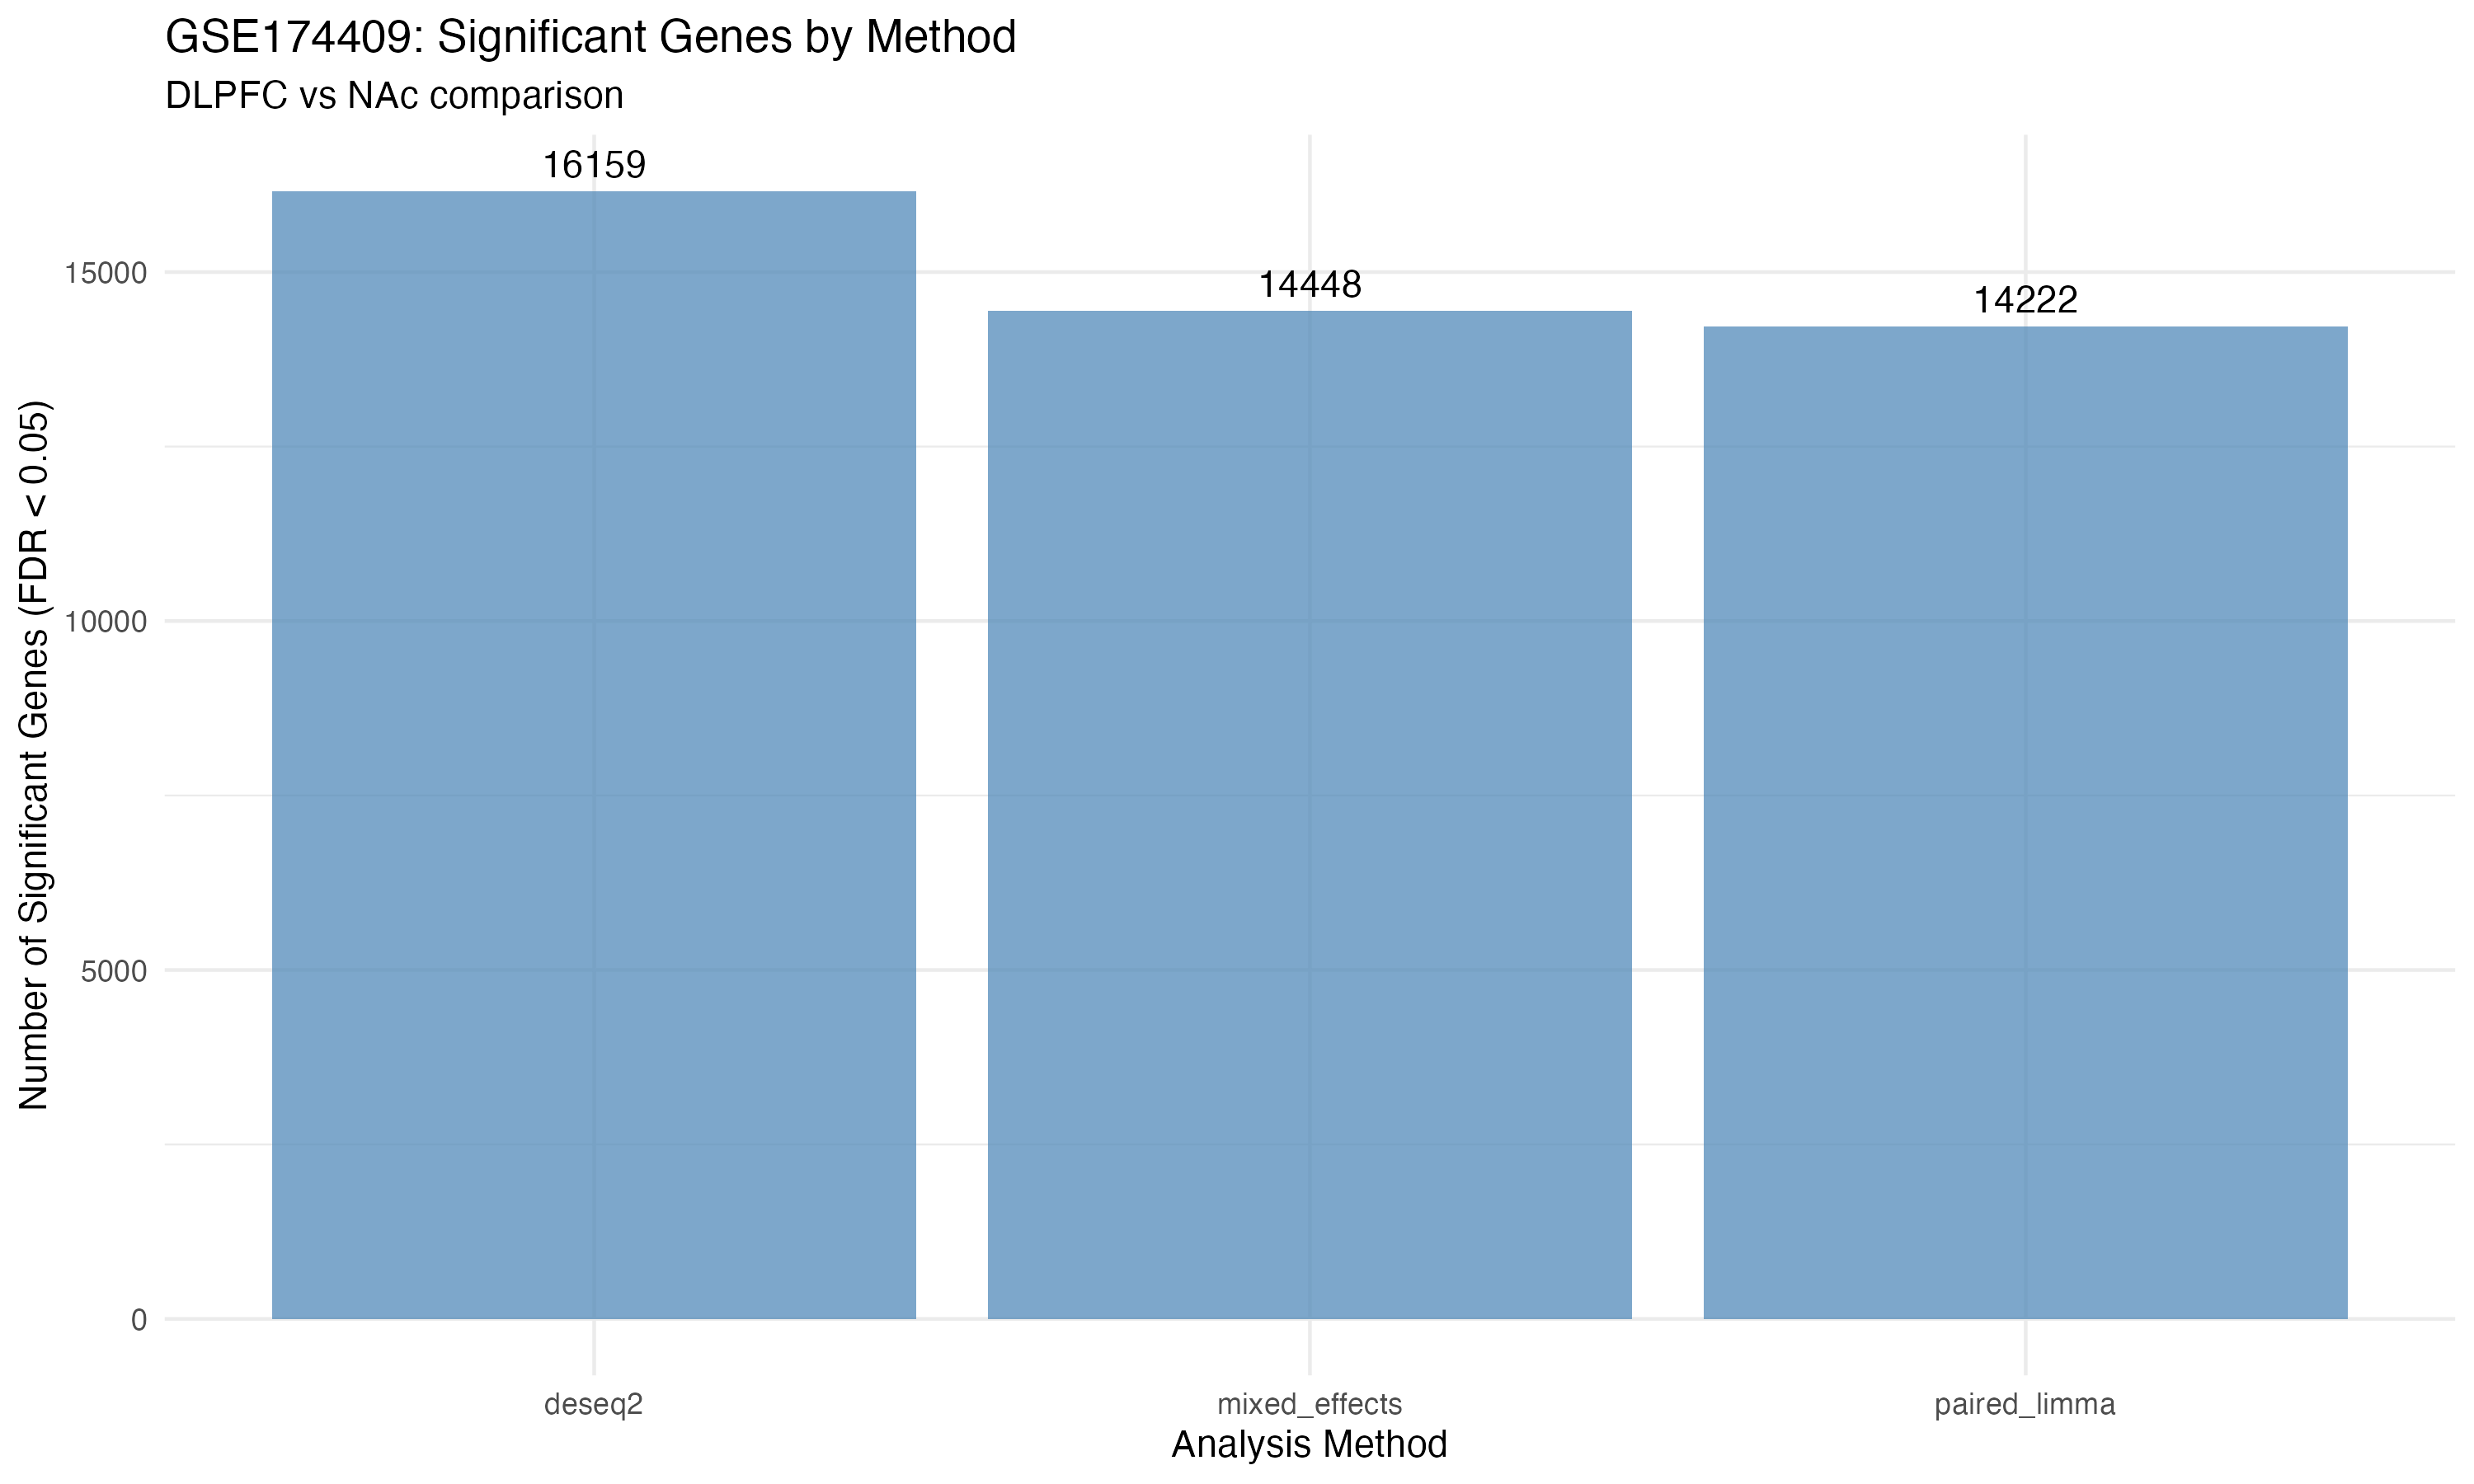 GSE174409: Significant Genes by Method
DLPFC vs NAc comparison
16159
14448
14222
15000
10000
5000
0
Number of Significant Genes (FDR < 0.05)
deseq2
mixed_effects
paired_limma
Analysis Method